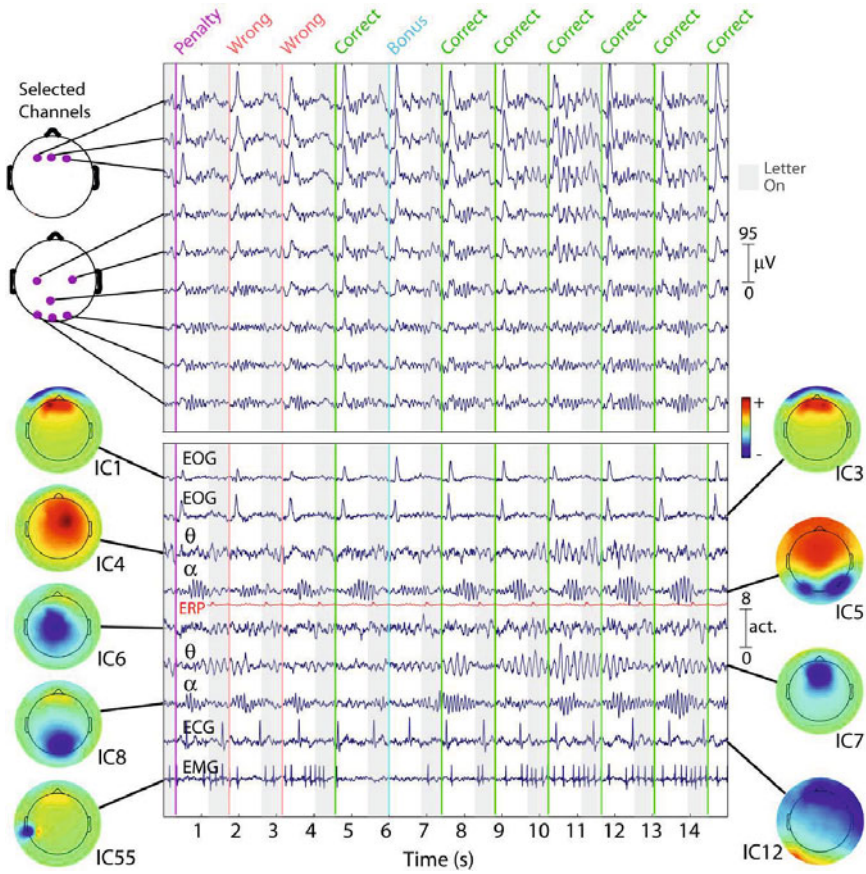 Penalty Wrong Wrong Correct Bonus Correct Correct Correct Correct Correct Correct
Selected
Channels
Letter
On
95
μV
0
+
-
IC1
EOG
IC3
EOG
IC4
θ
α
IC5
ERP
8
act.
0
IC6
θ
α
IC7
IC8
ECG
EMG
IC55
IC12
1 2 3 4 5 6 7 8 9 10 11 12 13 14
Time (s)